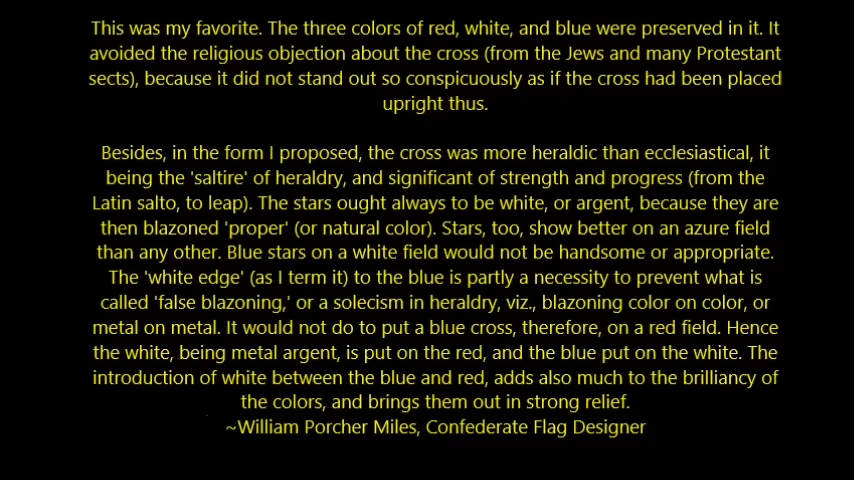 This was my favorite. The three colors of red, white, and blue were preserved in it. It
avoided the religious objection about the cross (from the Jews and many Protestant
sects), because it did not stand out so conspicuously as if the cross had been placed
upright thus.
Besides, in the form I proposed, the cross was more heraldic than ecclesiastical, it
being the 'saltire' of heraldry, and significant of strength and progress (from the
Latin salto, to leap). The stars ought always to be white, or argent, because they are
then blazoned 'proper' (or natural color). Stars, too, show better on an azure field
than any other. Blue stars on a white field would not be handsome or appropriate.
The 'white edge' (as I term it) to the blue is partly a necessity to prevent what is
called 'false blazoning,' or a solecism in heraldry, viz., blazoning color on color, or
metal on metal. It would not do to put a blue cross, therefore, on a red field. Hence
the white, being metal argent, is put on the red, and the blue put on the white. The
introduction of white between the blue and red, adds also much to the brilliancy of
the colors, and brings them out in strong relief.
~William Porcher Miles, Confederate Flag Designer